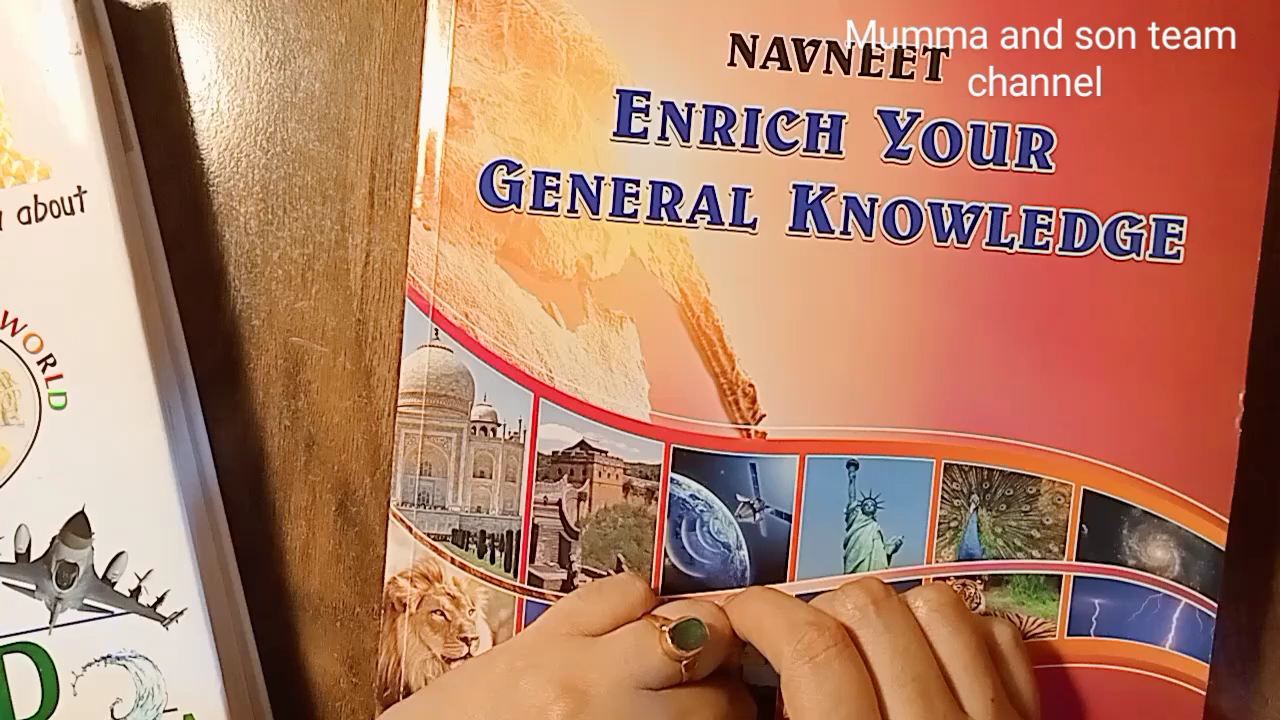 Mumma and son team
channel
NAVNEET
ENRICH YOUR
GENERAL KNOWLEDGE
about
WORLD